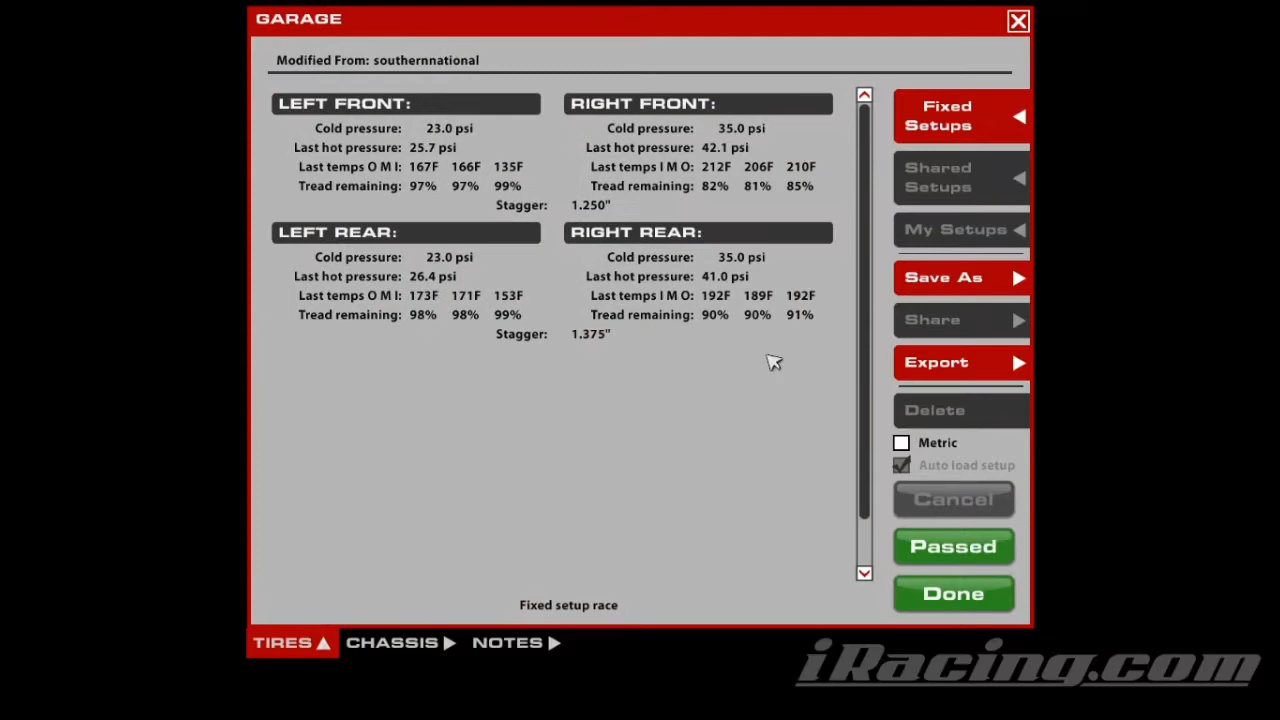 GARAGE
Modified From: southernnational
LEFT FRONT:
Cold pressure: 23.0 psi
Last hot pressure: 25.7 psi
Last temps O M I: 167F 166F 135F
Tread remaining: 97% 97% 99%
RIGHT FRONT:
Cold pressure: 35.0 psi
Last hot pressure: 42.1 psi
Last temps I M O: 212F 206F 210F
Tread remaining: 82% 81% 85%
Stagger: 1.250"
LEFT REAR:
Cold pressure: 23.0 psi
Last hot pressure: 26.4 psi
Last temps O M I: 173F 171F 153F
Tread remaining: 98% 98% 99%
RIGHT REAR:
Cold pressure: 35.0 psi
Last hot pressure: 41.0 psi
Last temps I M O: 192F 189F 192F
Tread remaining: 90% 90% 91%
Stagger: 1.375"
Fixed setup race
Fixed
Setups
Shared
Setups
My Setups
Save As
Share
Export
Delete
Metric
Auto load setup
Cancel
Passed
Done
TIRES CHASSIS NOTES
iRacing.com